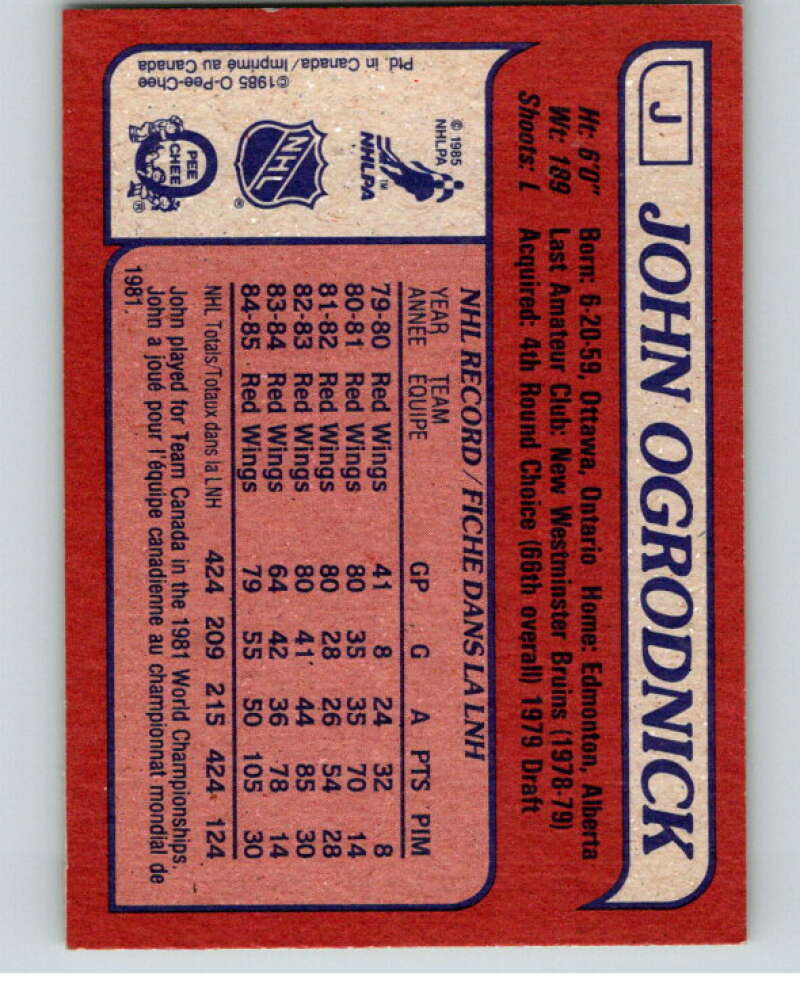 J
JOHN OGRODNICK
Ht: 6'0" Born: 6-20-59, Ottawa, Ontario Home: Edmonton, Alberta
Wt: 189 Last Amateur Club: New Westminster Bruins (1978-79)
Shoots: L Acquired: 4th Round Choice (66th overall) 1979 Draft
© 1985
NHLPA
NHLPA™
NHL®
O PEE CHEE®
©1985 O-Pee-Chee
Ptd. in Canada/Imprimé au Canada
NHL RECORD/FICHE DANS LA LNH
YEAR TEAM
ANNÉE ÉQUIPE GP G A PTS PIM
79-80 Red Wings 41 8 24 32 8
80-81 Red Wings 80 35 35 70 14
81-82 Red Wings 80 28 26 54 28
82-83 Red Wings 80 41 44 85 30
83-84 Red Wings 64 42 36 78 14
84-85 Red Wings 79 55 50 105 30
NHL Totals/Totaux dans la LNH 424 209 215 424 124
John played for Team Canada in the 1981 World Championships.
John a joué pour l'équipe canadienne au championnat mondial de
1981.